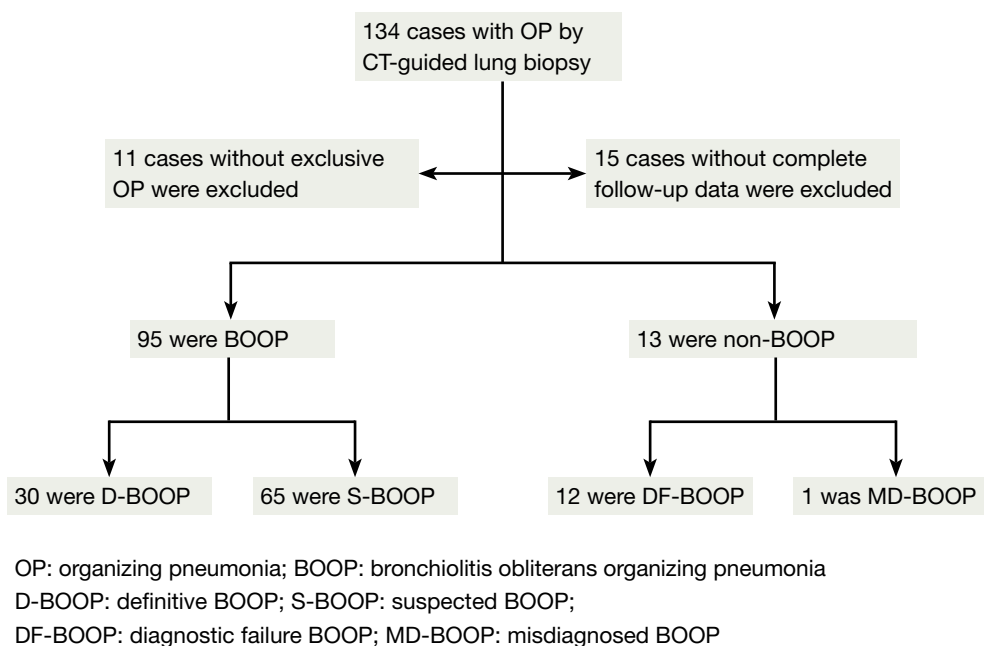 134 cases with OP by
CT-guided lung biopsy
11 cases without exclusive
OP were excluded
15 cases without complete
follow-up data were excluded
95 were BOOP
13 were non-BOOP
30 were D-BOOP
65 were S-BOOP
12 were DF-BOOP
1 was MD-BOOP
OP: organizing pneumonia; BOOP: bronchiolitis obliterans organizing pneumonia
D-BOOP: definitive BOOP; S-BOOP: suspected BOOP;
DF-BOOP: diagnostic failure BOOP; MD-BOOP: misdiagnosed BOOP